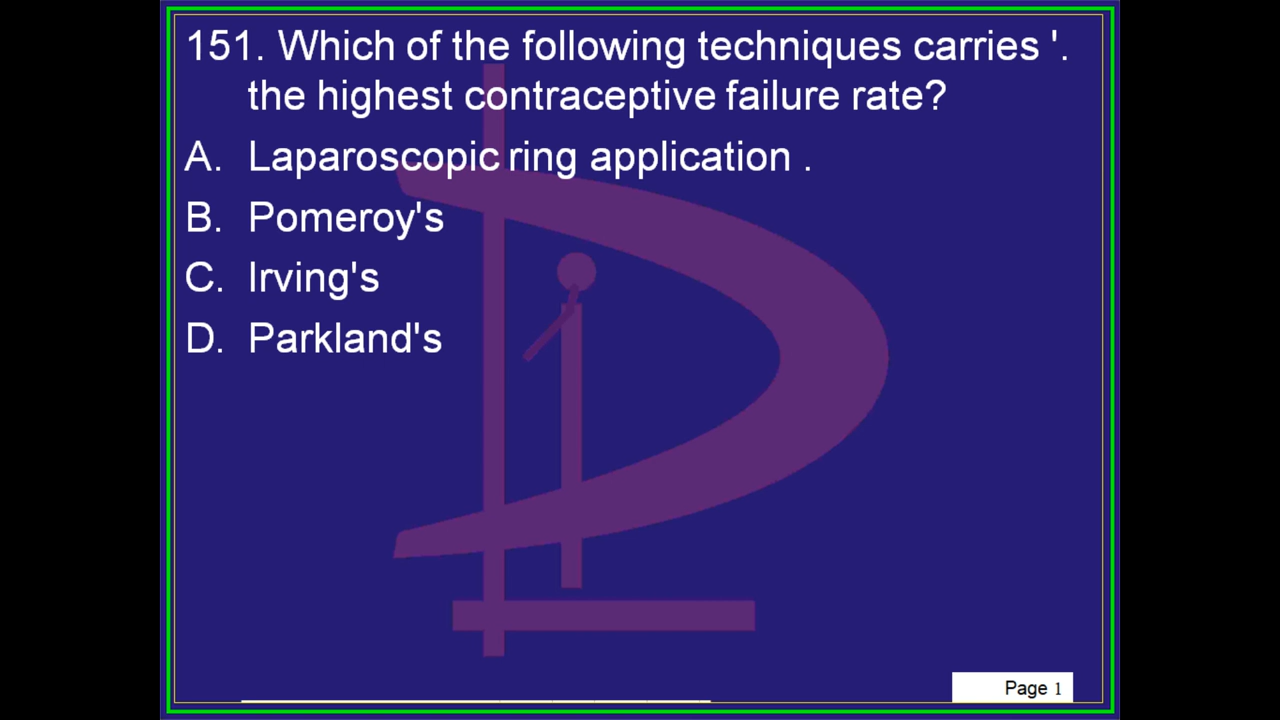 151. Which of the following techniques carries '.
the highest contraceptive failure rate?
A. Laparoscopic ring application .
B. Pomeroy's
C. Irving's
D. Parkland's
Page 1